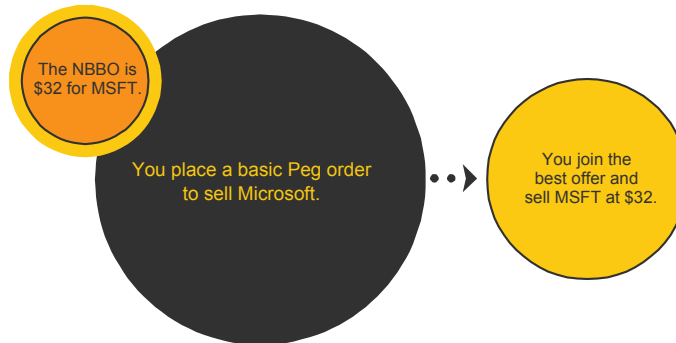 The NBBO is
$32 for MSFT.
You place a basic Peg order
to sell Microsoft.
You join the
best offer and
sell MSFT at $32.